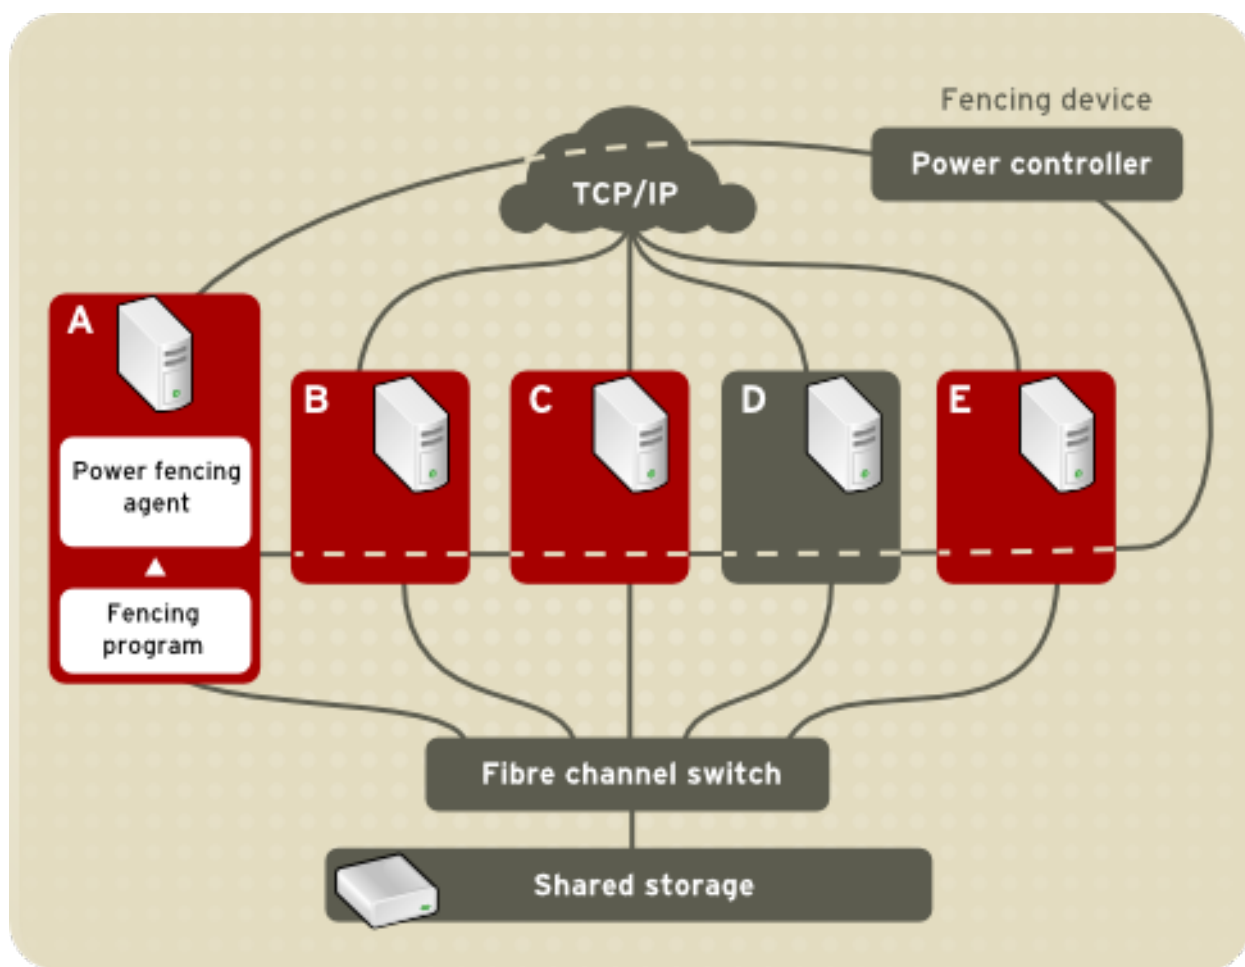 Fencing device
Power controller
TCP/IP
A
B
C
D
E
Power fencing
agent
Fencing
program
Fibre channel switch
Shared storage